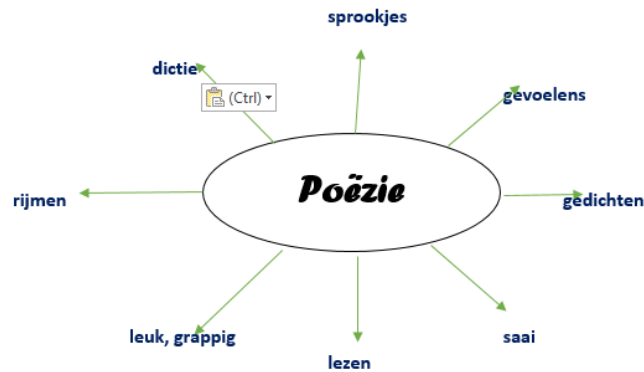 sprookjes
dictie
(Ctrl)
gevoelens
Poëzie
rijmen
gedichten
leuk, grappig
saai
lezen